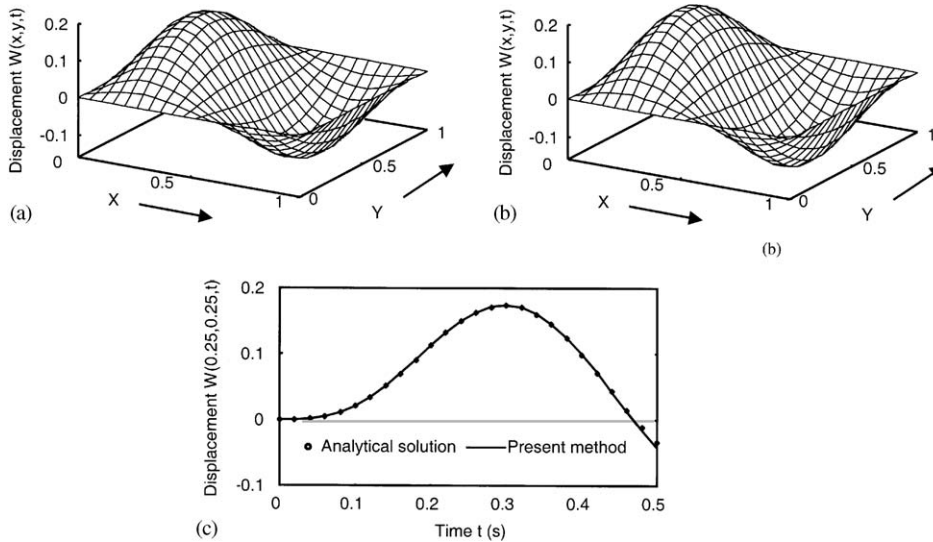 0.2
0.1
0
-0.1
Displacement W(x,y,t)
0
0.5
1
X
0
0.5
1
Y
(a)
0.2
0.1
0
-0.1
Displacement W(x,y,t)
0
0.5
1
X
0
0.5
1
Y
(b)
(b)
0.2
0.1
0
-0.1
Displacement W(0.25,0.25,t)
Analytical solution
Present method
0
0.1
0.2
0.3
0.4
0.5
Time t (s)
(c)